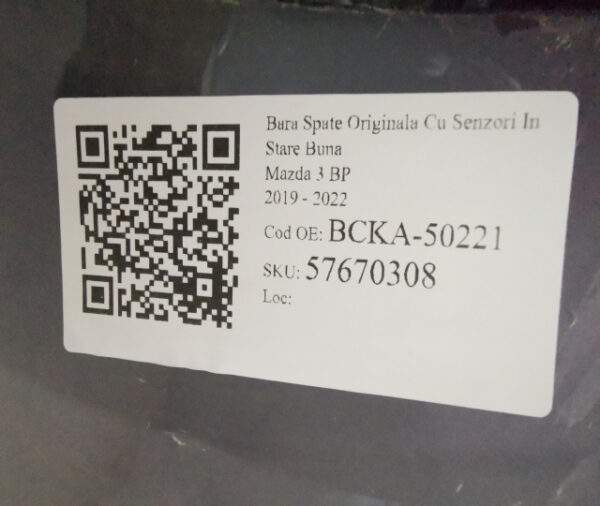 Bara Spate Originala Cu Senzori In
Stare Buna
Mazda 3 BP
2019 - 2022
Cod OE: BCKA-50221
SKU: 57670308
Loc: